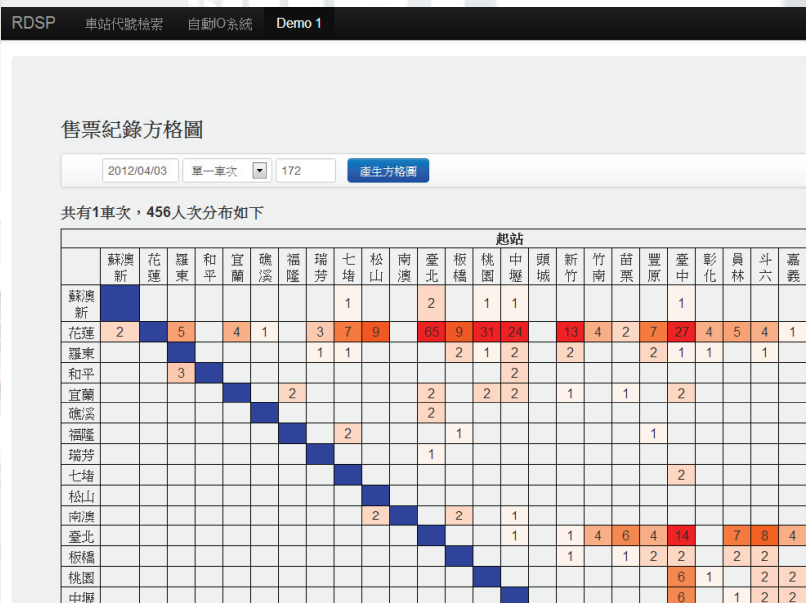 RDSP 車站代號檢索 自動IO系統 Demo 1
售票紀錄方格圖
2012/04/03 單一車次 172 產生方格圖
共有1車次，456人次分布如下
起站
蘇澳新 花蓮 羅東 和平 宜蘭 礁溪 福隆 瑞芳 七堵 松山 南澳 臺北 板橋 桃園 中壢 頭城 新竹 竹南 苗栗 豐原 臺中 彰化 員林 斗六 嘉義
蘇澳新 1 2 1 1 1
花蓮 2 5 4 1 3 7 9 65 9 31 24 13 4 2 7 27 4 5 4 1
羅東 1 1 2 1 2 2 2 1 1 1
和平 3 2
宜蘭 2 2 2 2 1 1 2
礁溪 2
福隆 2 1 1
瑞芳 1
七堵 2
松山
南澳 2 2 1
臺北 1 1 4 6 4 14 7 8 4
板橋 1 1 2 2 2 2
桃園 6 1 2 2
中壢 6 1 2 2